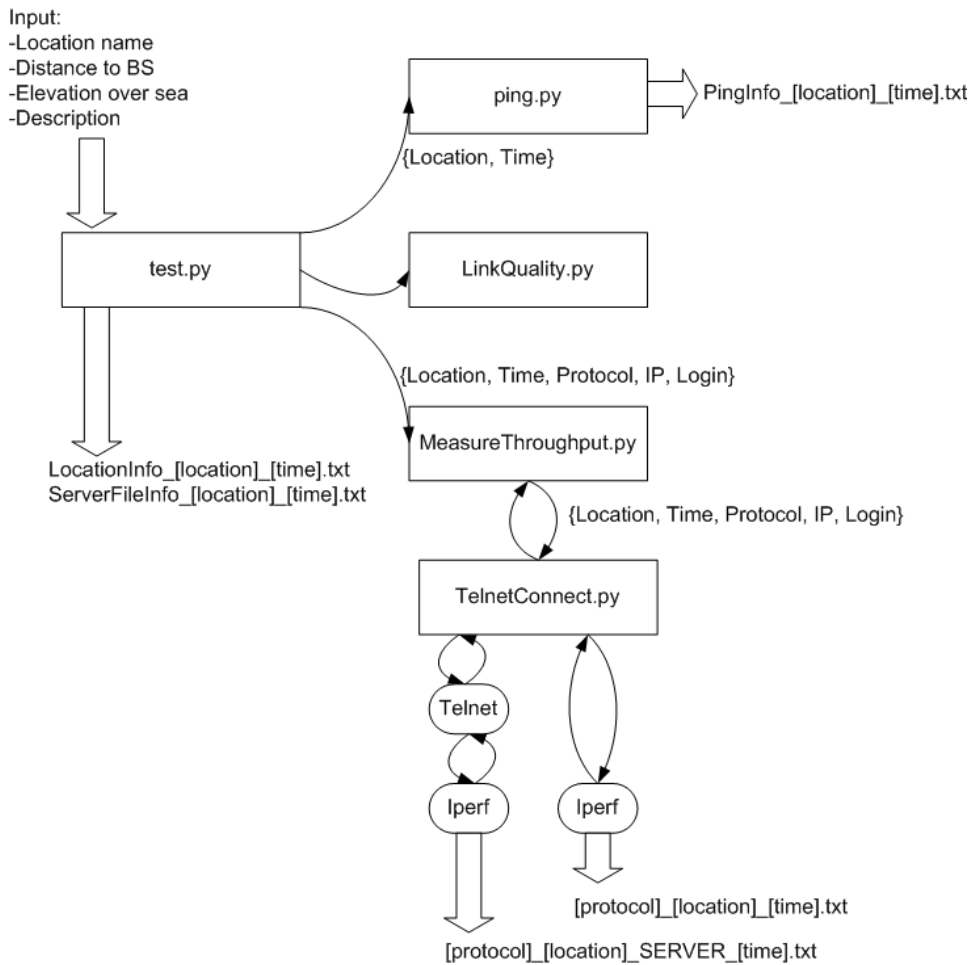 Input:
-Location name
-Distance to BS
-Elevation over sea
-Description
ping.py
PingInfo_[location]_[time].txt
{Location, Time}
test.py
LinkQuality.py
{Location, Time, Protocol, IP, Login}
MeasureThroughput.py
LocationInfo_[location]_[time].txt
ServerFileInfo_[location]_[time].txt
{Location, Time, Protocol, IP, Login}
TelnetConnect.py
Telnet
Iperf
Iperf
[protocol]_[location]_[time].txt
[protocol]_[location]_SERVER_[time].txt